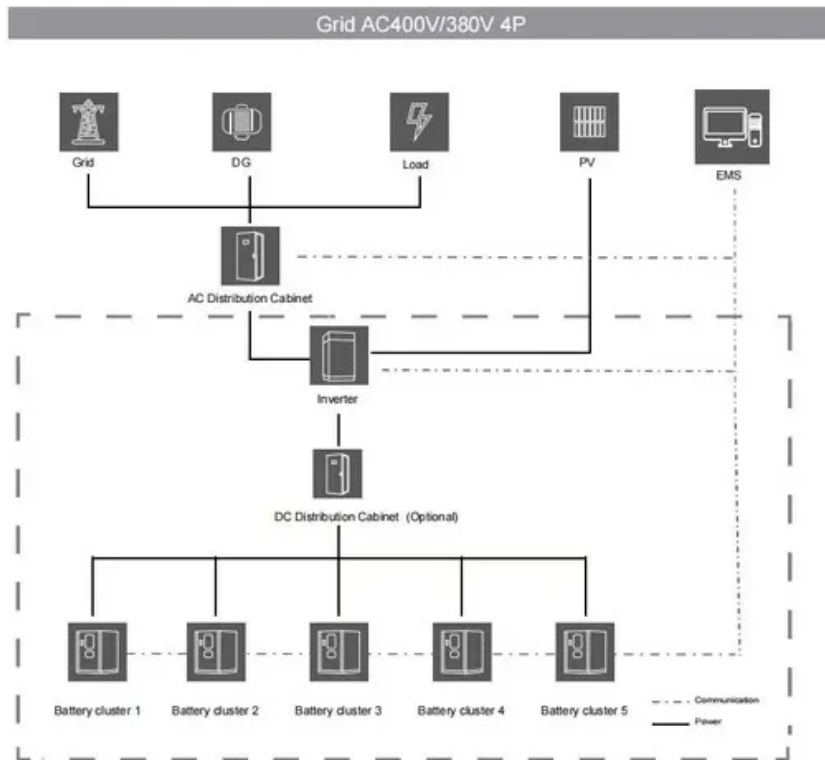 Grid AC400V/380V 4P
Grid
DG
Load
PV
EMS
AC Distribution Cabinet
Inverter
DC Distribution Cabinet (Optional)
Battery cluster 1
Battery cluster 2
Battery cluster 3
Battery cluster 4
Battery cluster 5
Communication
Power